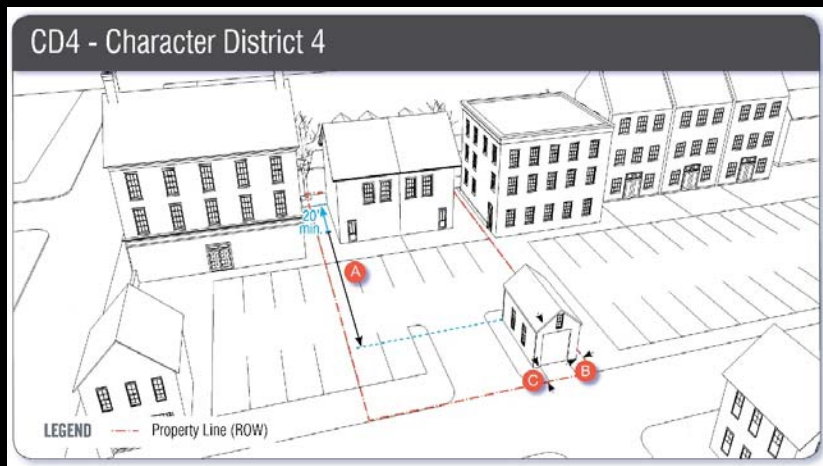 CD4 - Character District 4
20'
min.
A
B
C
LEGEND
Property Line (ROW)